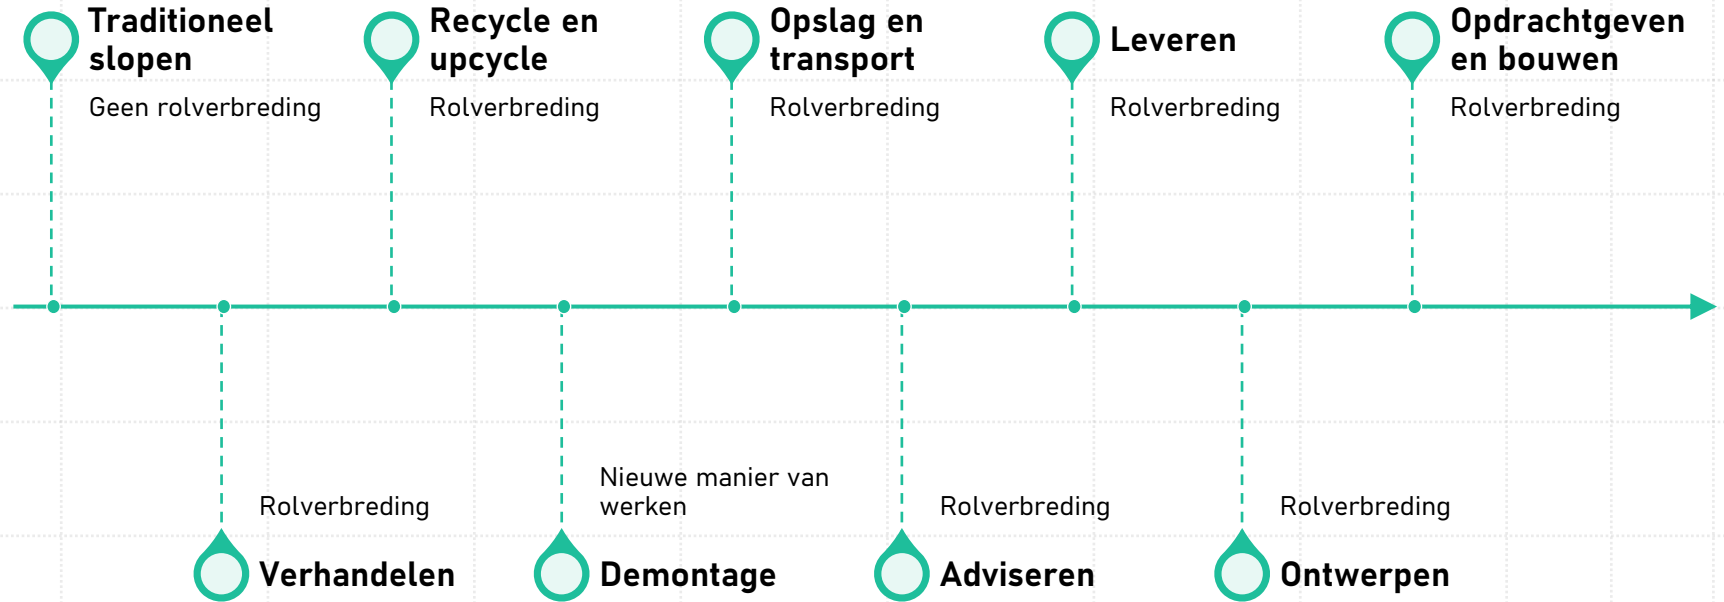 Traditioneel
slopen
Geen rolverbreding
Recycle en
upcycle
Rolverbreding
Opslag en
transport
Rolverbreding
Leveren
Rolverbreding
Opdrachtgeven
en bouwen
Rolverbreding
Rolverbreding
Verhandelen
Nieuwe manier van
werken
Demontage
Rolverbreding
Adviseren
Rolverbreding
Ontwerpen